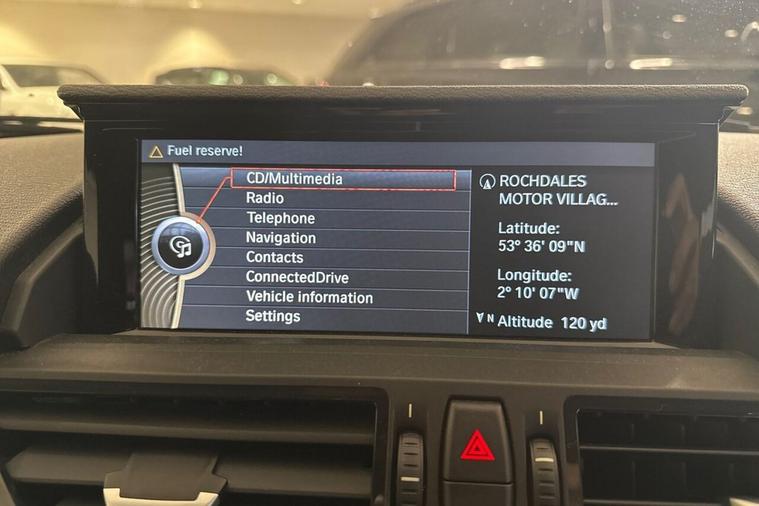 Fuel reserve!
CD/Multimedia
Radio
Telephone
Navigation
Contacts
ConnectedDrive
Vehicle information
Settings
ROCHDALES
MOTOR VILLAG...
Latitude:
53° 36' 09"N
Longitude:
2° 10' 07"W
N Altitude 120 yd